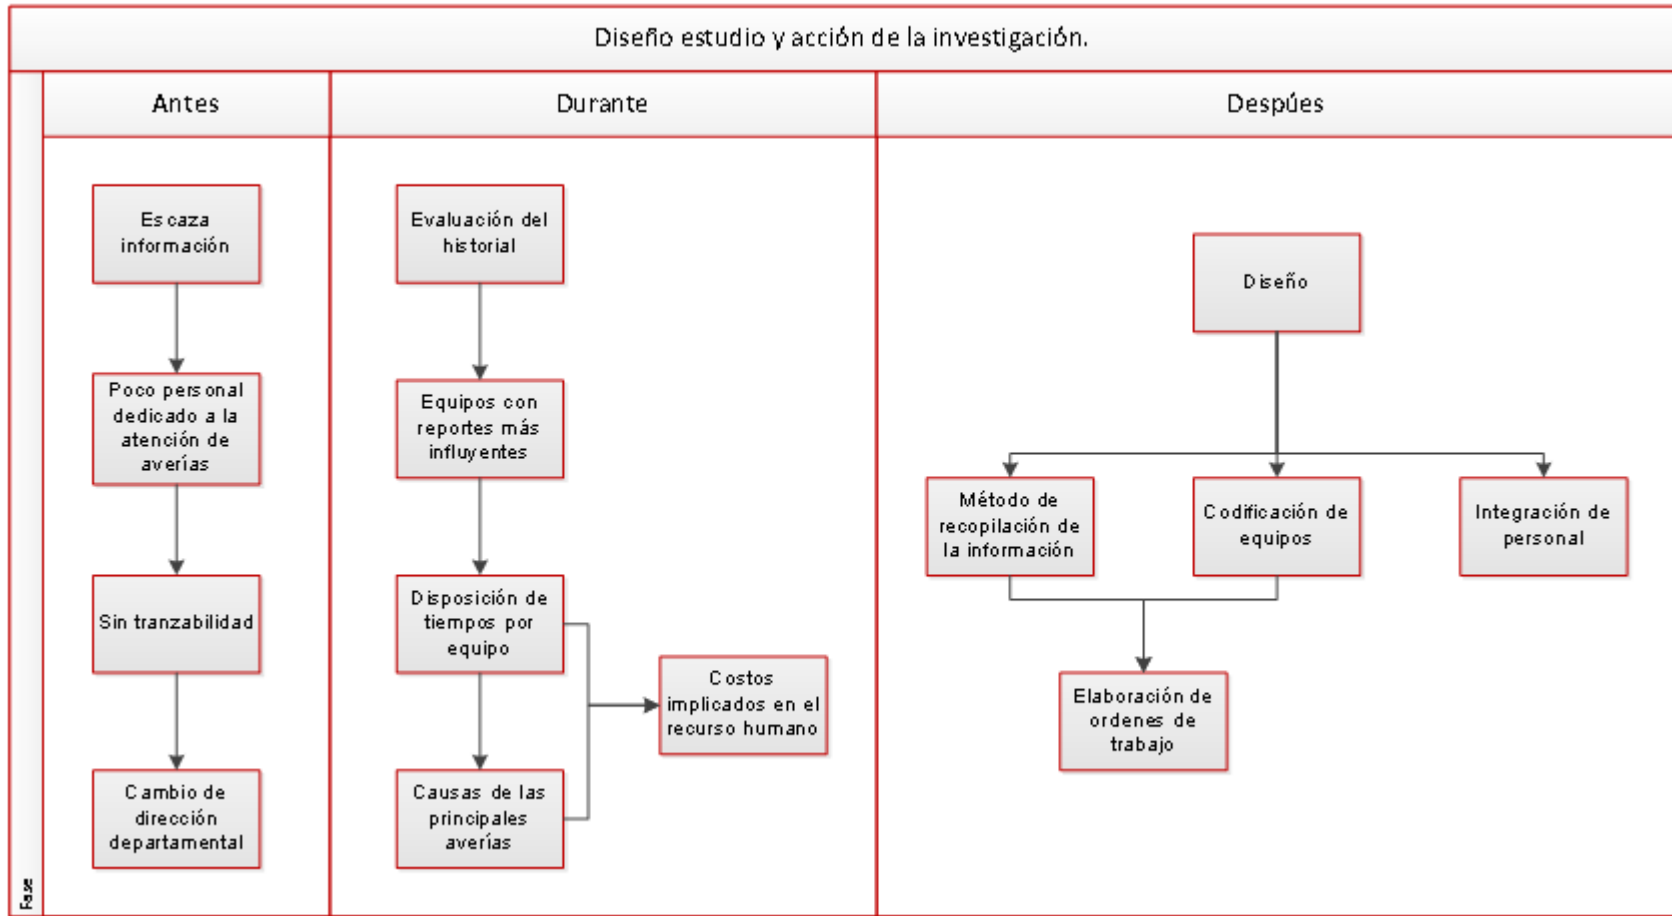 Diseño estudio y acción de la investigación.
Antes
Durante
Despúes
Fase
Escaza
información
Poco personal
dedicado a la
atención de
averías
Sin tranzabilidad
Cambio de
dirección
departamental
Evaluación del
historial
Equipos con
reportes más
influyentes
Disposición de
tiempos por
equipo
Causas de las
principales
averías
Costos
implicados en el
recurso humano
Diseño
Método de
recopilación de
la información
Codificación de
equipos
Integración de
personal
Elaboración de
ordenes de
trabajo